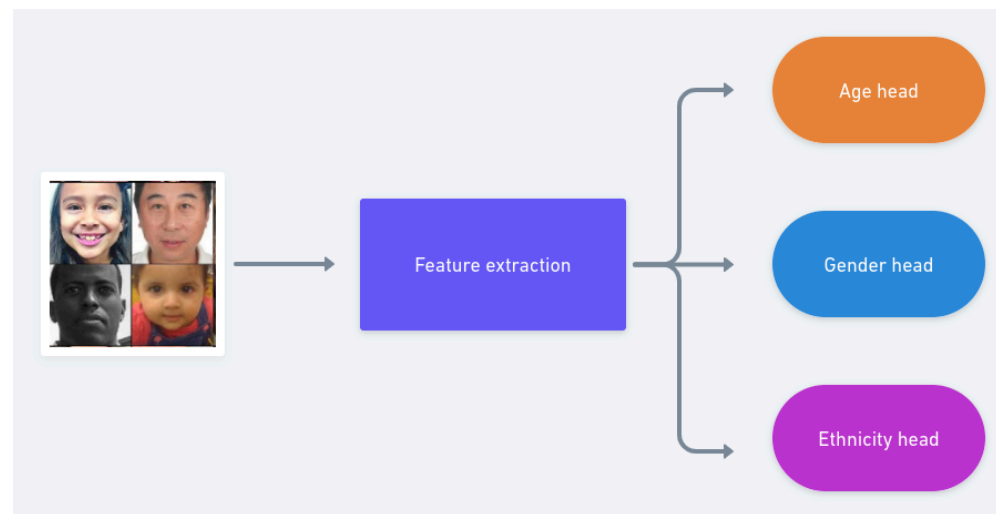 Age head
Feature extraction
Gender head
Ethnicity head